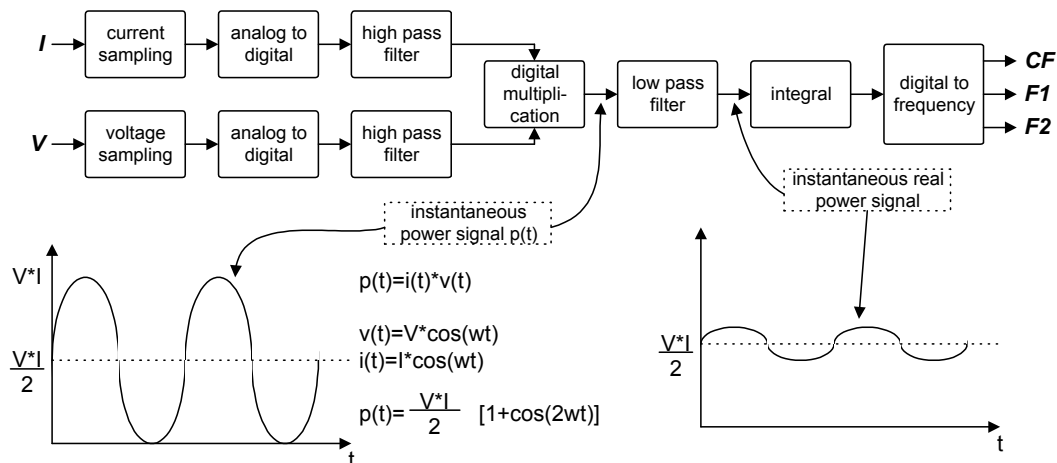 I
current
sampling
analog to
digital
high pass
filter
digital
multipli-
cation
low pass
filter
integral
digital to
frequency
CF
F1
F2
V
voltage
sampling
analog to
digital
high pass
filter
instantaneous real
power signal
instantaneous
power signal p(t)
V*I
V*I
2
t
p(t)=i(t)*v(t)
v(t)=V*cos(wt)
i(t)=I*cos(wt)
p(t)= V*I/2 [1+cos(2wt)]
V*I
2
t